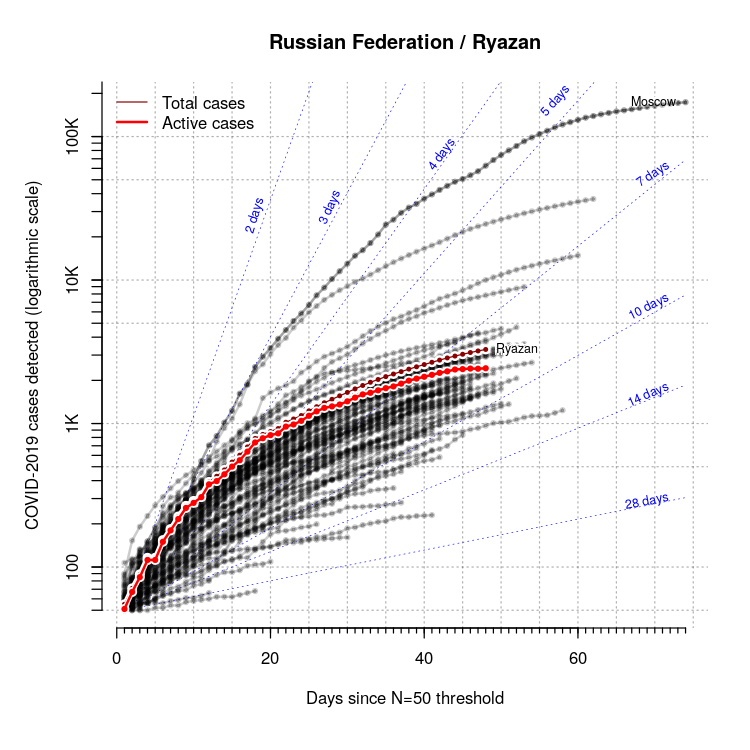 Russian Federation / Ryazan
Total cases
Active cases
Moscow
Ryazan
2 days
3 days
4 days
5 days
7 days
10 days
14 days
28 days
COVID-2019 cases detected (logarithmic scale)
100K
10K
1K
100
0 20 40 60
Days since N=50 threshold